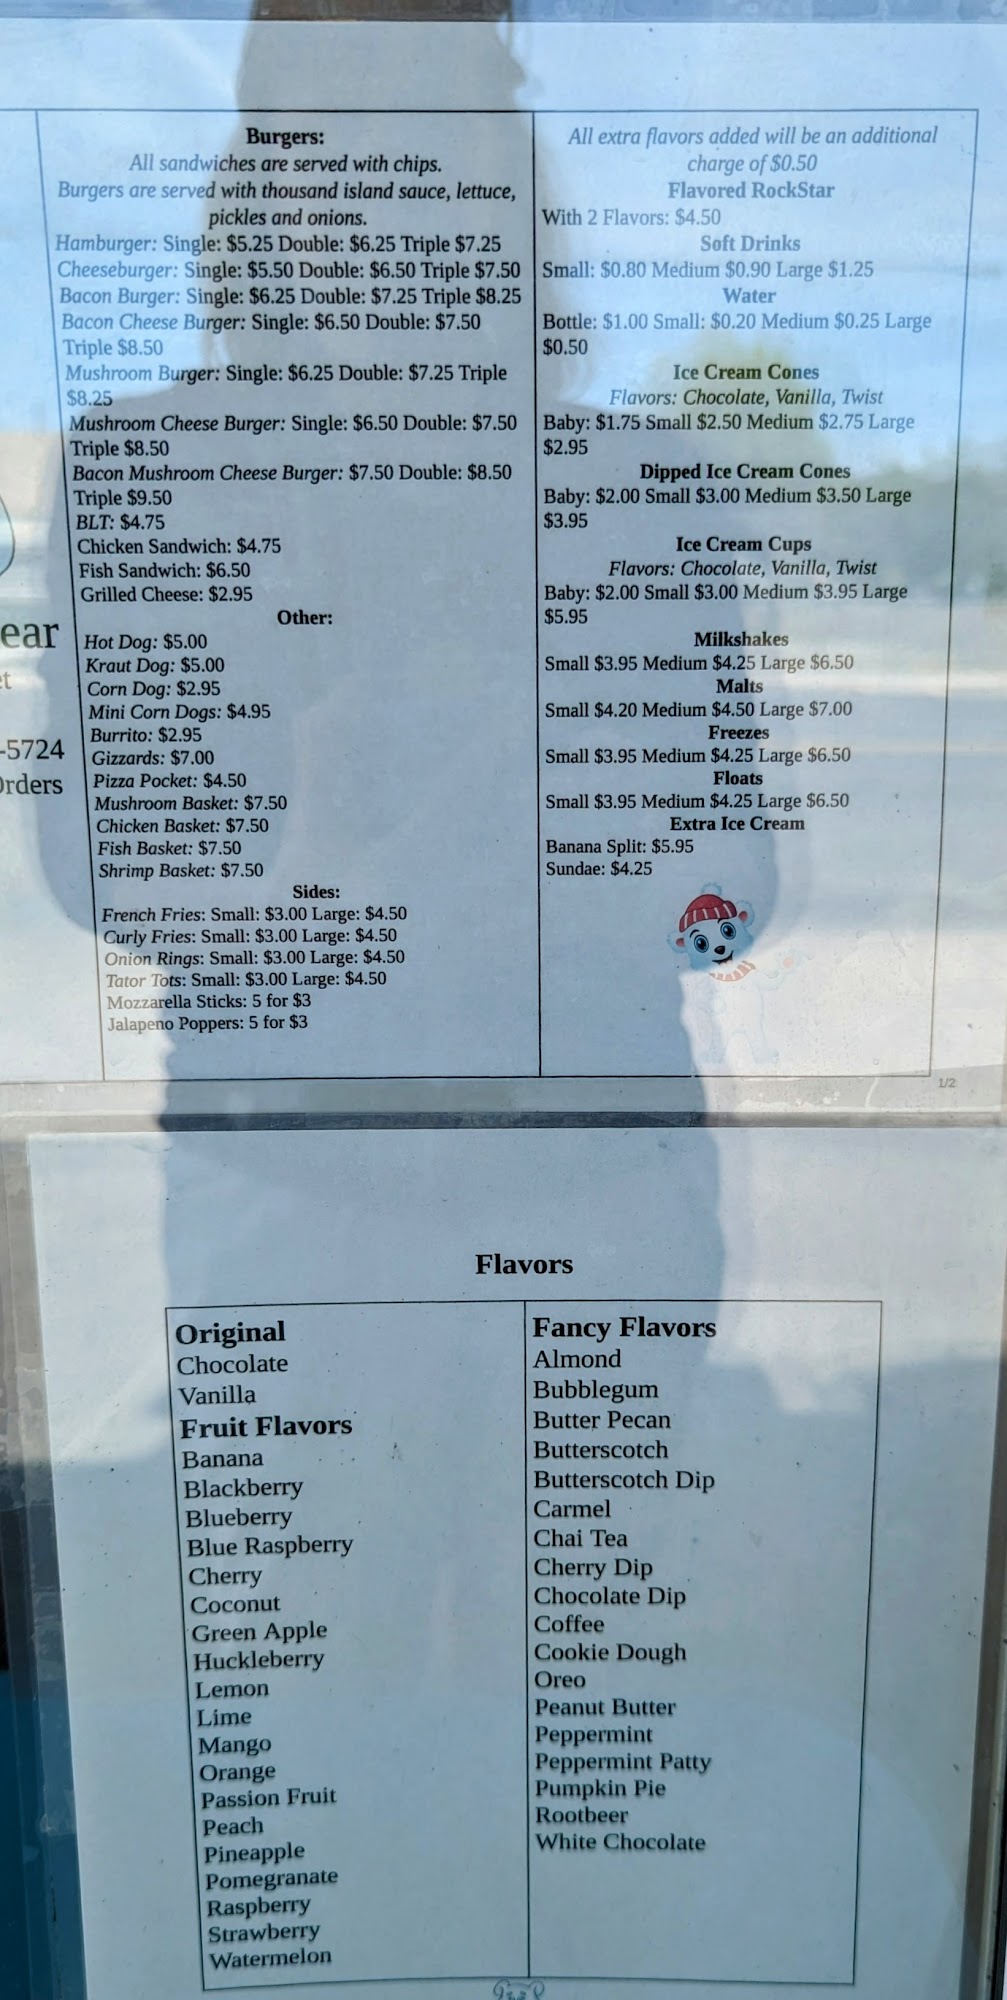 ear
et
-5724
Orders
Burgers:
All sandwiches are served with chips.
Burgers are served with thousand island sauce, lettuce,
pickles and onions.
Hamburger: Single: $5.25 Double: $6.25 Triple $7.25
Cheeseburger: Single: $5.50 Double: $6.50 Triple $7.50
Bacon Burger: Single: $6.25 Double: $7.25 Triple $8.25
Bacon Cheese Burger: Single: $6.50 Double: $7.50
Triple $8.50
Mushroom Burger: Single: $6.25 Double: $7.25 Triple
$8.25
Mushroom Cheese Burger: Single: $6.50 Double: $7.50
Triple $8.50
Bacon Mushroom Cheese Burger: $7.50 Double: $8.50
Triple $9.50
BLT: $4.75
Chicken Sandwich: $4.75
Fish Sandwich: $6.50
Grilled Cheese: $2.95
Other:
Hot Dog: $5.00
Kraut Dog: $5.00
Corn Dog: $2.95
Mini Corn Dogs: $4.95
Burrito: $2.95
Gizzards: $7.00
Pizza Pocket: $4.50
Mushroom Basket: $7.50
Chicken Basket: $7.50
Fish Basket: $7.50
Shrimp Basket: $7.50
Sides:
French Fries: Small: $3.00 Large: $4.50
Curly Fries: Small: $3.00 Large: $4.50
Onion Rings: Small: $3.00 Large: $4.50
Tator Tots: Small: $3.00 Large: $4.50
Mozzarella Sticks: 5 for $3
Jalapeno Poppers: 5 for $3
All extra flavors added will be an additional
charge of $0.50
Flavored RockStar
With 2 Flavors: $4.50
Soft Drinks
Small: $0.80 Medium $0.90 Large $1.25
Water
Bottle: $1.00 Small: $0.20 Medium $0.25 Large
$0.50
Ice Cream Cones
Flavors: Chocolate, Vanilla, Twist
Baby: $1.75 Small $2.50 Medium $2.75 Large
$2.95
Dipped Ice Cream Cones
Baby: $2.00 Small $3.00 Medium $3.50 Large
$3.95
Ice Cream Cups
Flavors: Chocolate, Vanilla, Twist
Baby: $2.00 Small $3.00 Medium $3.95 Large
$5.95
Milkshakes
Small $3.95 Medium $4.25 Large $6.50
Malts
Small $4.20 Medium $4.50 Large $7.00
Freezes
Small $3.95 Medium $4.25 Large $6.50
Floats
Small $3.95 Medium $4.25 Large $6.50
Extra Ice Cream
Banana Split: $5.95
Sundae: $4.25
1/2
Flavors
Original
Chocolate
Vanilla
Fruit Flavors
Banana
Blackberry
Blueberry
Blue Raspberry
Cherry
Coconut
Green Apple
Huckleberry
Lemon
Lime
Mango
Orange
Passion Fruit
Peach
Pineapple
Pomegranate
Raspberry
Strawberry
Watermelon
Fancy Flavors
Almond
Bubblegum
Butter Pecan
Butterscotch
Butterscotch Dip
Carmel
Chai Tea
Cherry Dip
Chocolate Dip
Coffee
Cookie Dough
Oreo
Peanut Butter
Peppermint
Peppermint Patty
Pumpkin Pie
Rootbeer
White Chocolate